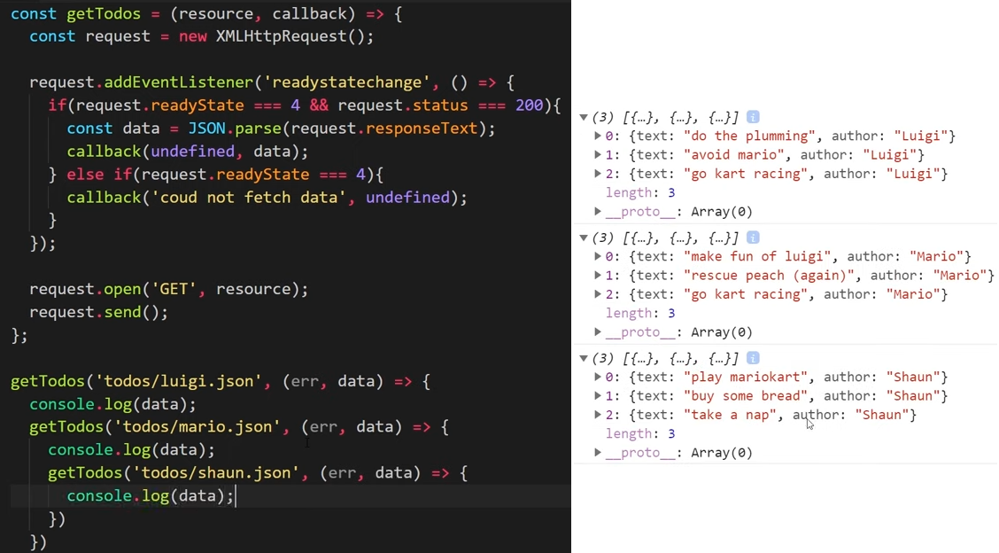 const getTodos = (resource, callback) => {
const request = new XMLHttpRequest();
request.addEventListener('readystatechange', () => {
if(request.readyState === 4 && request.status === 200){
const data = JSON.parse(request.responseText);
callback(undefined, data);
} else if(request.readyState === 4){
callback('coud not fetch data', undefined);
}
});
request.open('GET', resource);
request.send();
};
getTodos('todos/luigi.json', (err, data) => {
console.log(data);
getTodos('todos/mario.json', (err, data) => {
console.log(data);
getTodos('todos/shaun.json', (err, data) => {
console.log(data);
})
})
(3) [{…}, {…}, {…}] i
0: {text: "do the plumming", author: "Luigi"}
1: {text: "avoid mario", author: "Luigi"}
2: {text: "go kart racing", author: "Luigi"}
length: 3
__proto__: Array(0)
(3) [{…}, {…}, {…}] i
0: {text: "make fun of luigi", author: "Mario"}
1: {text: "rescue peach (again)", author: "Mario"}
2: {text: "go kart racing", author: "Mario"}
length: 3
__proto__: Array(0)
(3) [{…}, {…}, {…}] i
0: {text: "play mariokart", author: "Shaun"}
1: {text: "buy some bread", author: "Shaun"}
2: {text: "take a nap", author: "Shaun"}
length: 3
__proto__: Array(0)